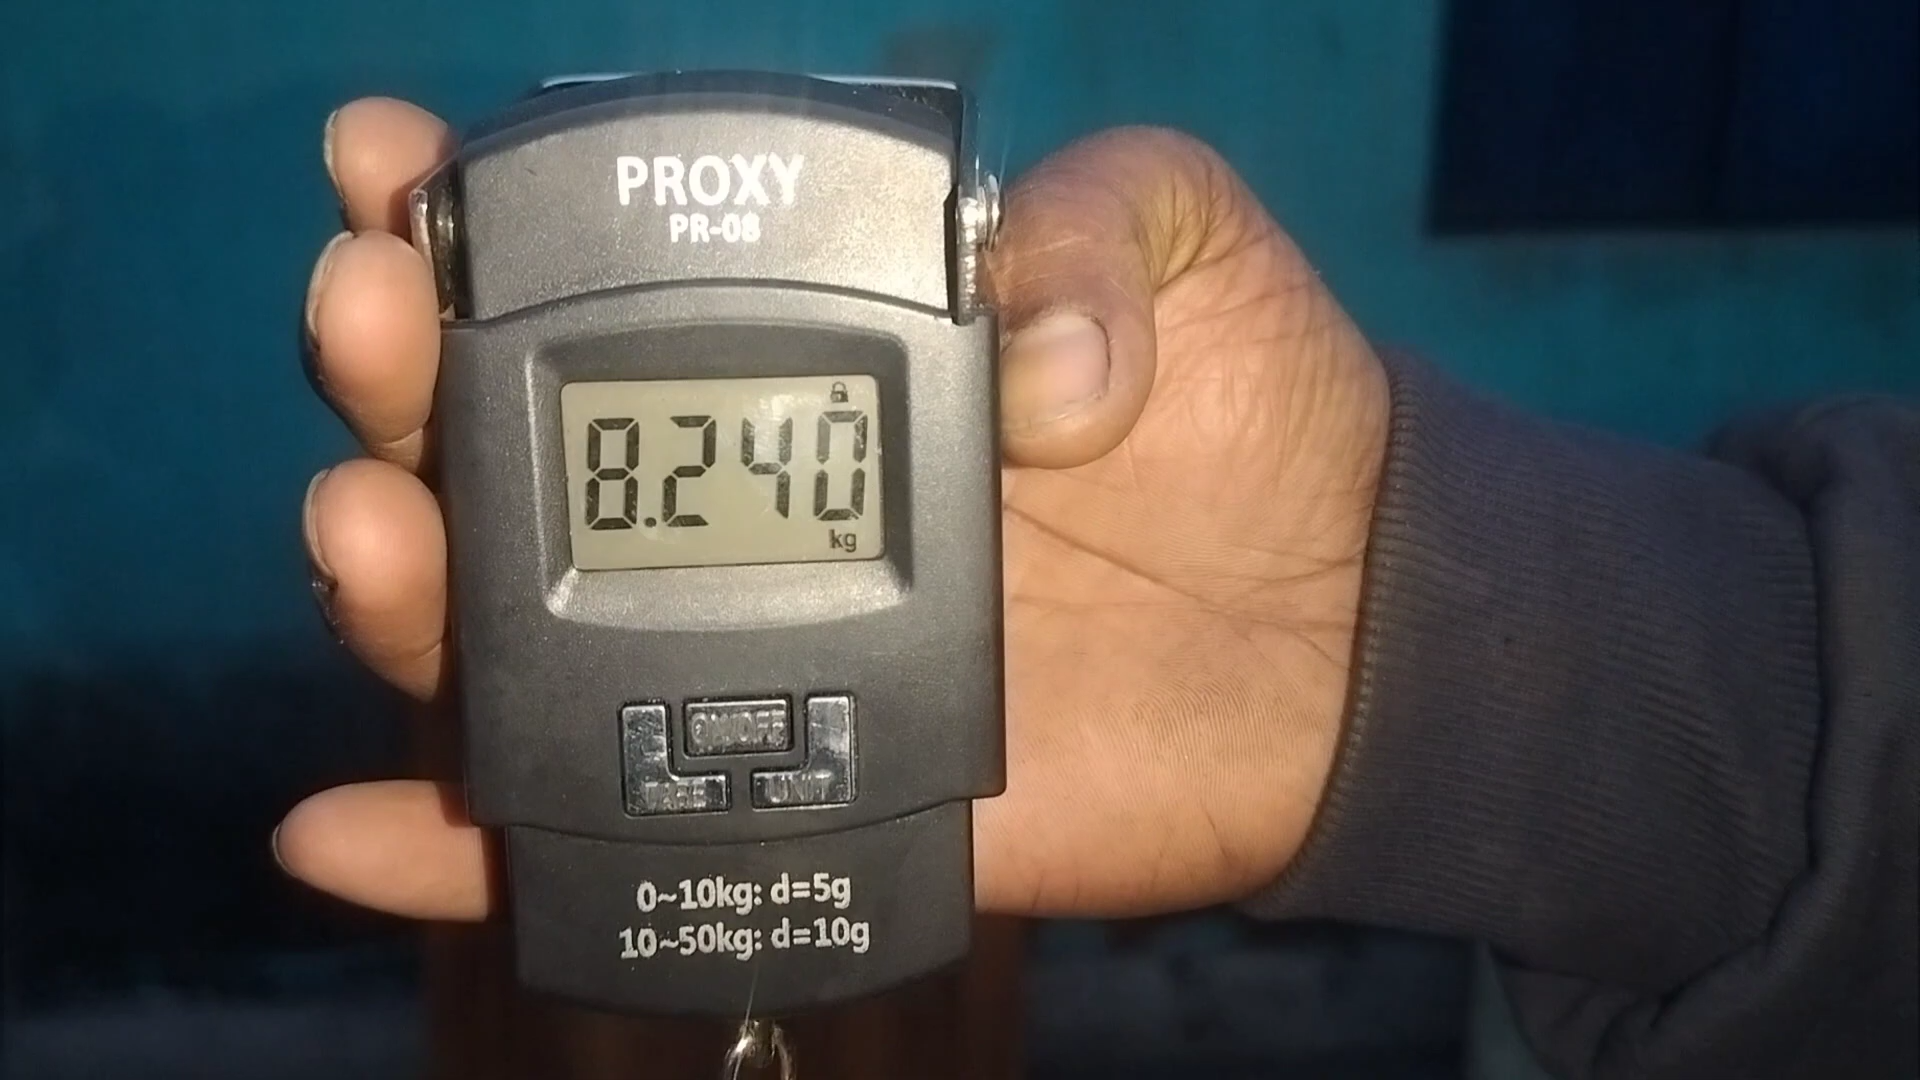 PROXY
PR-08
8.240
kg
ON/OFF
TARE UNIT
0~10kg: d=5g
10~50kg: d=10g